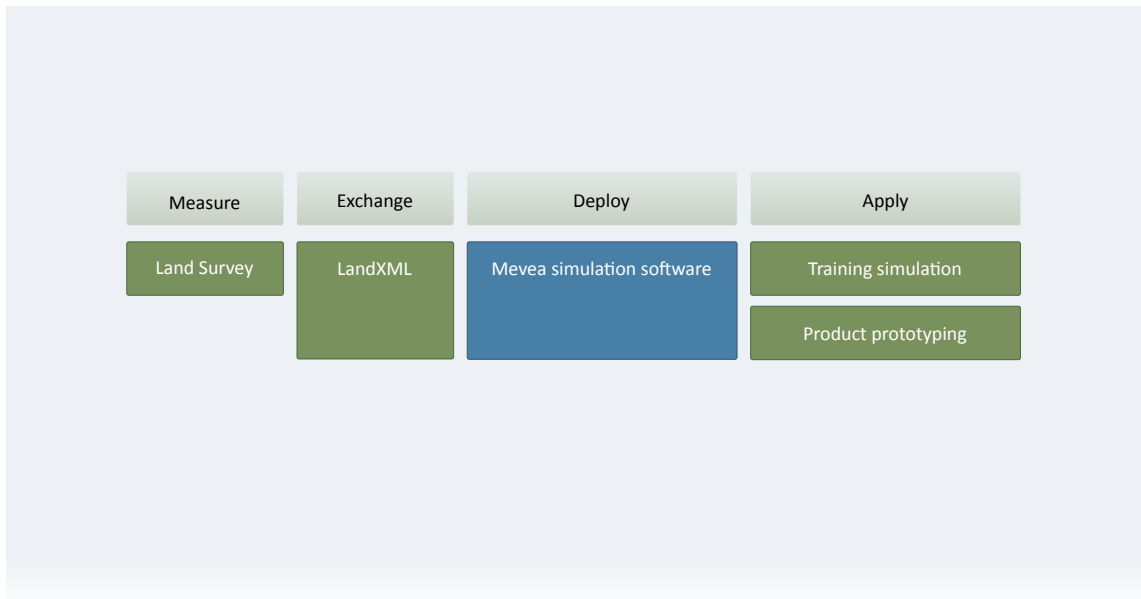 Measure
Exchange
Deploy
Apply
Land Survey
LandXML
Mevea simulation software
Training simulation
Product prototyping